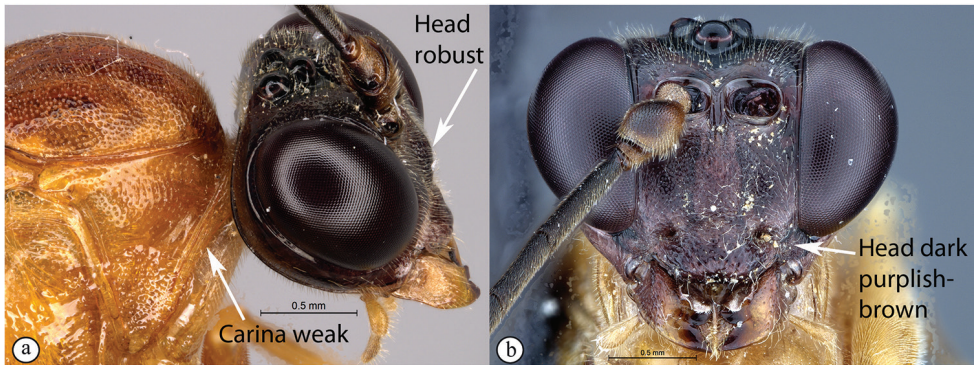 Head
robust
Carina weak
0.5 mm
a
Head dark
purplish-
brown
0.5 mm
b